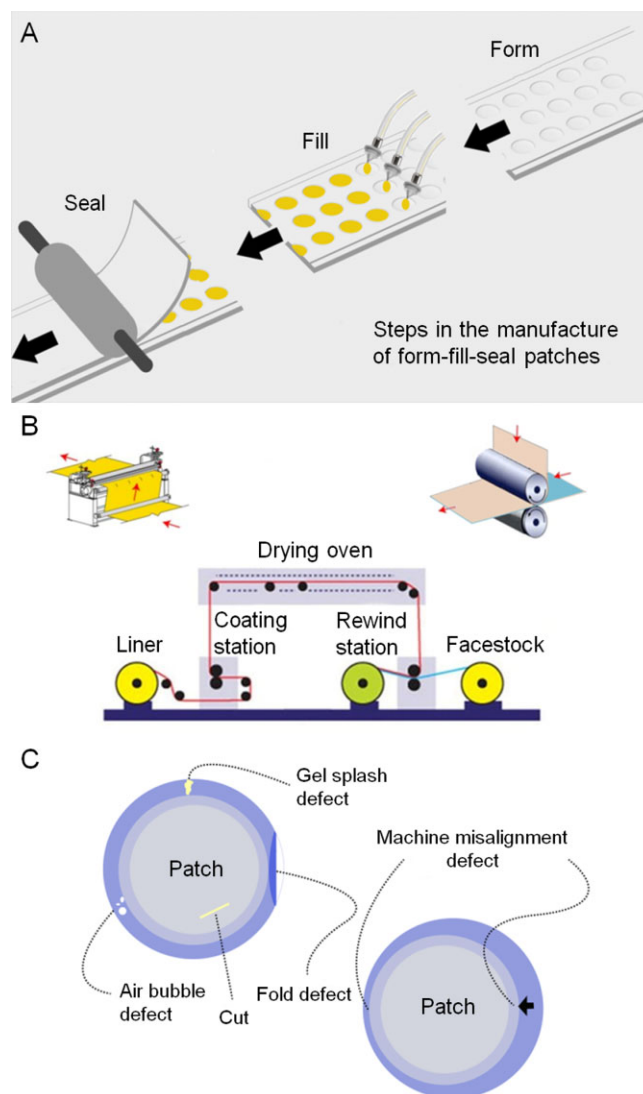 A
Form
Fill
Seal
Steps in the manufacture
of form-fill-seal patches
B
Drying oven
Coating
station
Rewind
station
Liner
Facestock
C
Gel splash
defect
Machine misalignment
defect
Patch
Air bubble
defect
Cut
Fold defect
Patch